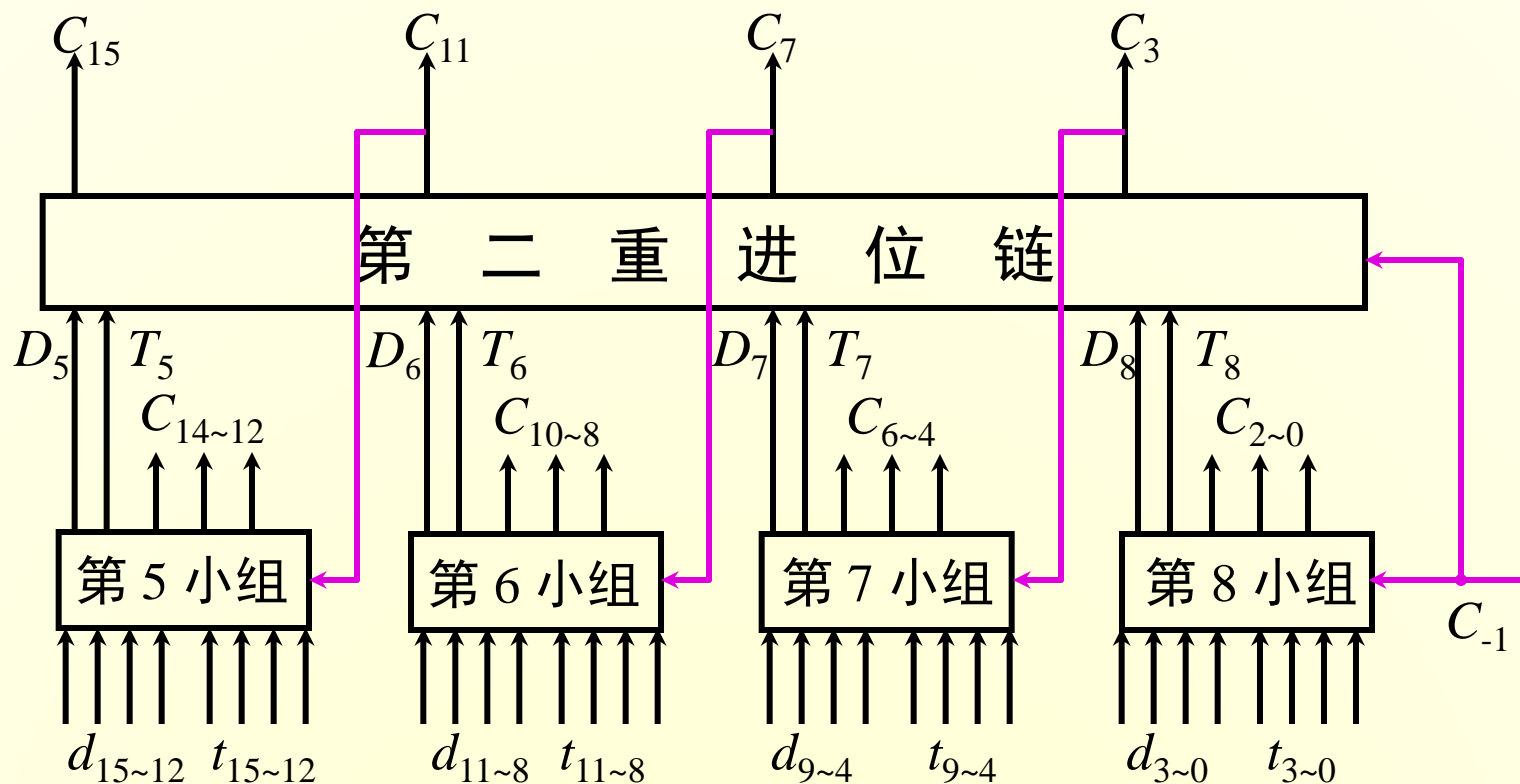 C15 C11 C7 C3
第二重进位链
D5 T5 D6 T6 D7 T7 D8 T8
C14~12 C10~8 C6~4 C2~0
第 5 小组 第 6 小组 第 7 小组 第 8 小组
C-1
d15~12 t15~12 d11~8 t11~8 d9~4 t9~4 d3~0 t3~0